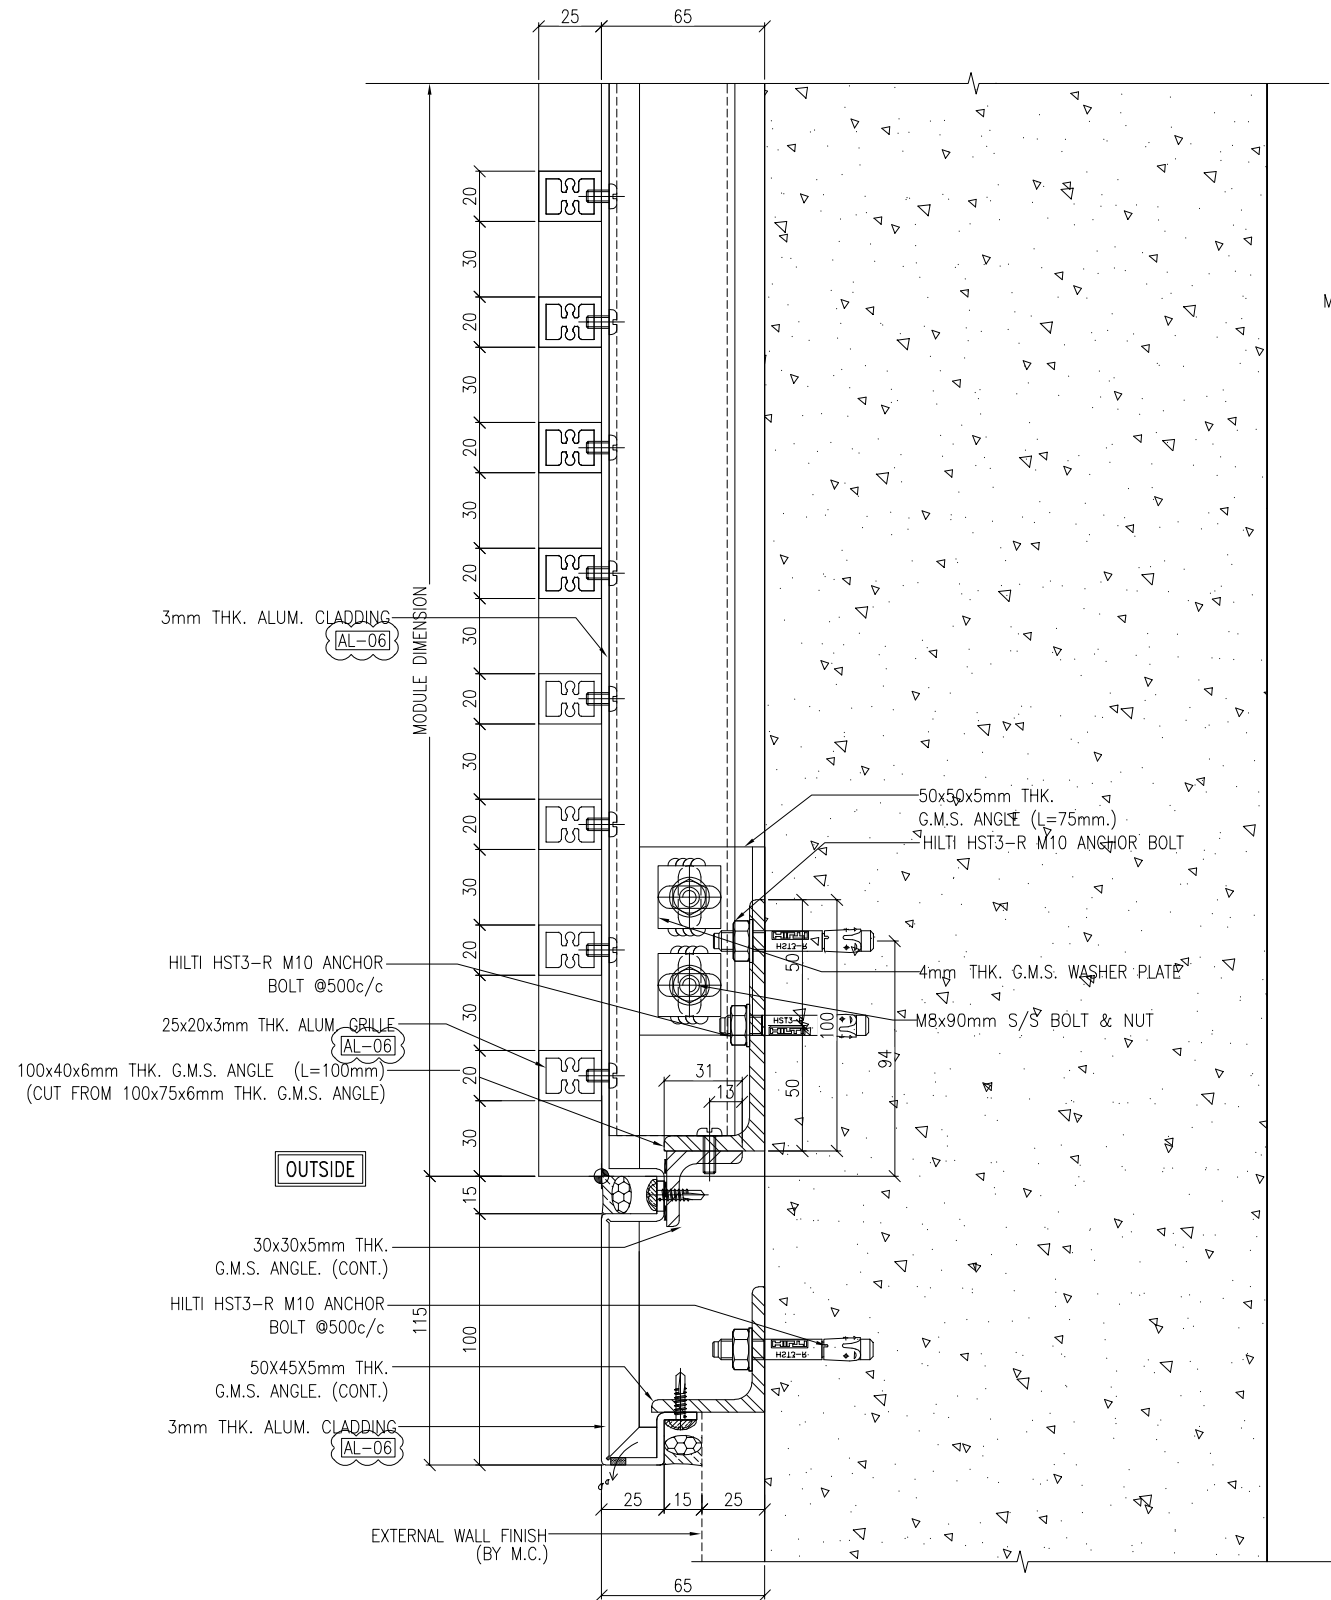 25
65
20
30
20
30
20
30
20
30
20
30
20
30
20
30
20
30
15
100
115
MODULE DIMENSION
M
3mm THK. ALUM. CLADDING
AL-06
50x50x5mm THK.
G.M.S. ANGLE (L=75mm.)
HILTI HST3-R M10 ANCHOR BOLT
HST3-R
50
4mm THK. G.M.S. WASHER PLATE
HILTI HST3-R M10 ANCHOR
BOLT @500c/c
HST3-R
M8x90mm S/S BOLT & NUT
100
94
25x20x3mm THK. ALUM. GRILLE
AL-06
100x40x6mm THK. G.M.S. ANGLE (L=100mm)
(CUT FROM 100x75x6mm THK. G.M.S. ANGLE)
31
13
50
OUTSIDE
30x30x5mm THK.
G.M.S. ANGLE. (CONT.)
HILTI HST3-R M10 ANCHOR
BOLT @500c/c
HST3-R
50X45X5mm THK.
G.M.S. ANGLE. (CONT.)
3mm THK. ALUM. CLADDING
AL-06
25
15
25
EXTERNAL WALL FINISH
(BY M.C.)
65